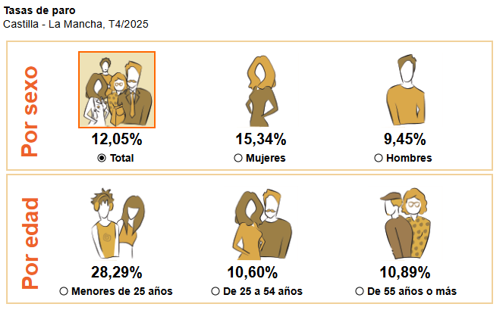 Tasas de paro
Castilla - La Mancha, T4/2025
Por sexo
12,05% 15,34% 9,45%
Total Mujeres Hombres
Por edad
28,29% 10,60% 10,89%
Menores de 25 años De 25 a 54 años De 55 años o más